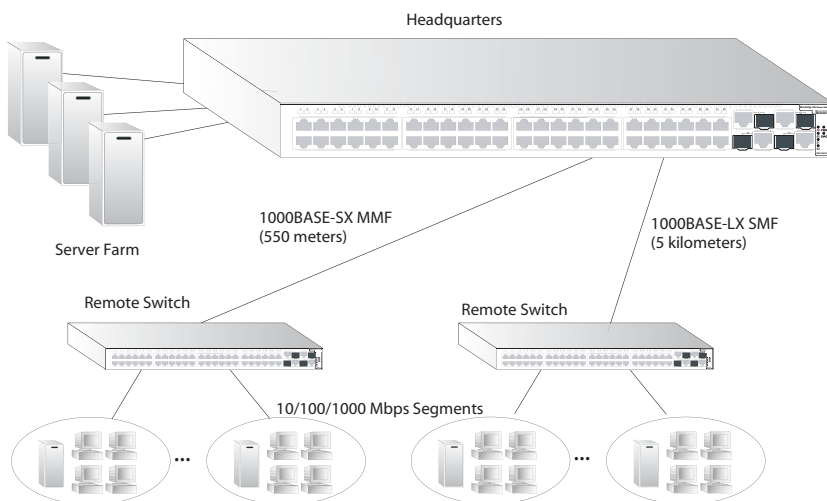 Headquarters
1000BASE-SX MMF
(550 meters)
1000BASE-LX SMF
(5 kilometers)
Server Farm
Remote Switch
Remote Switch
10/100/1000 Mbps Segments
...
...